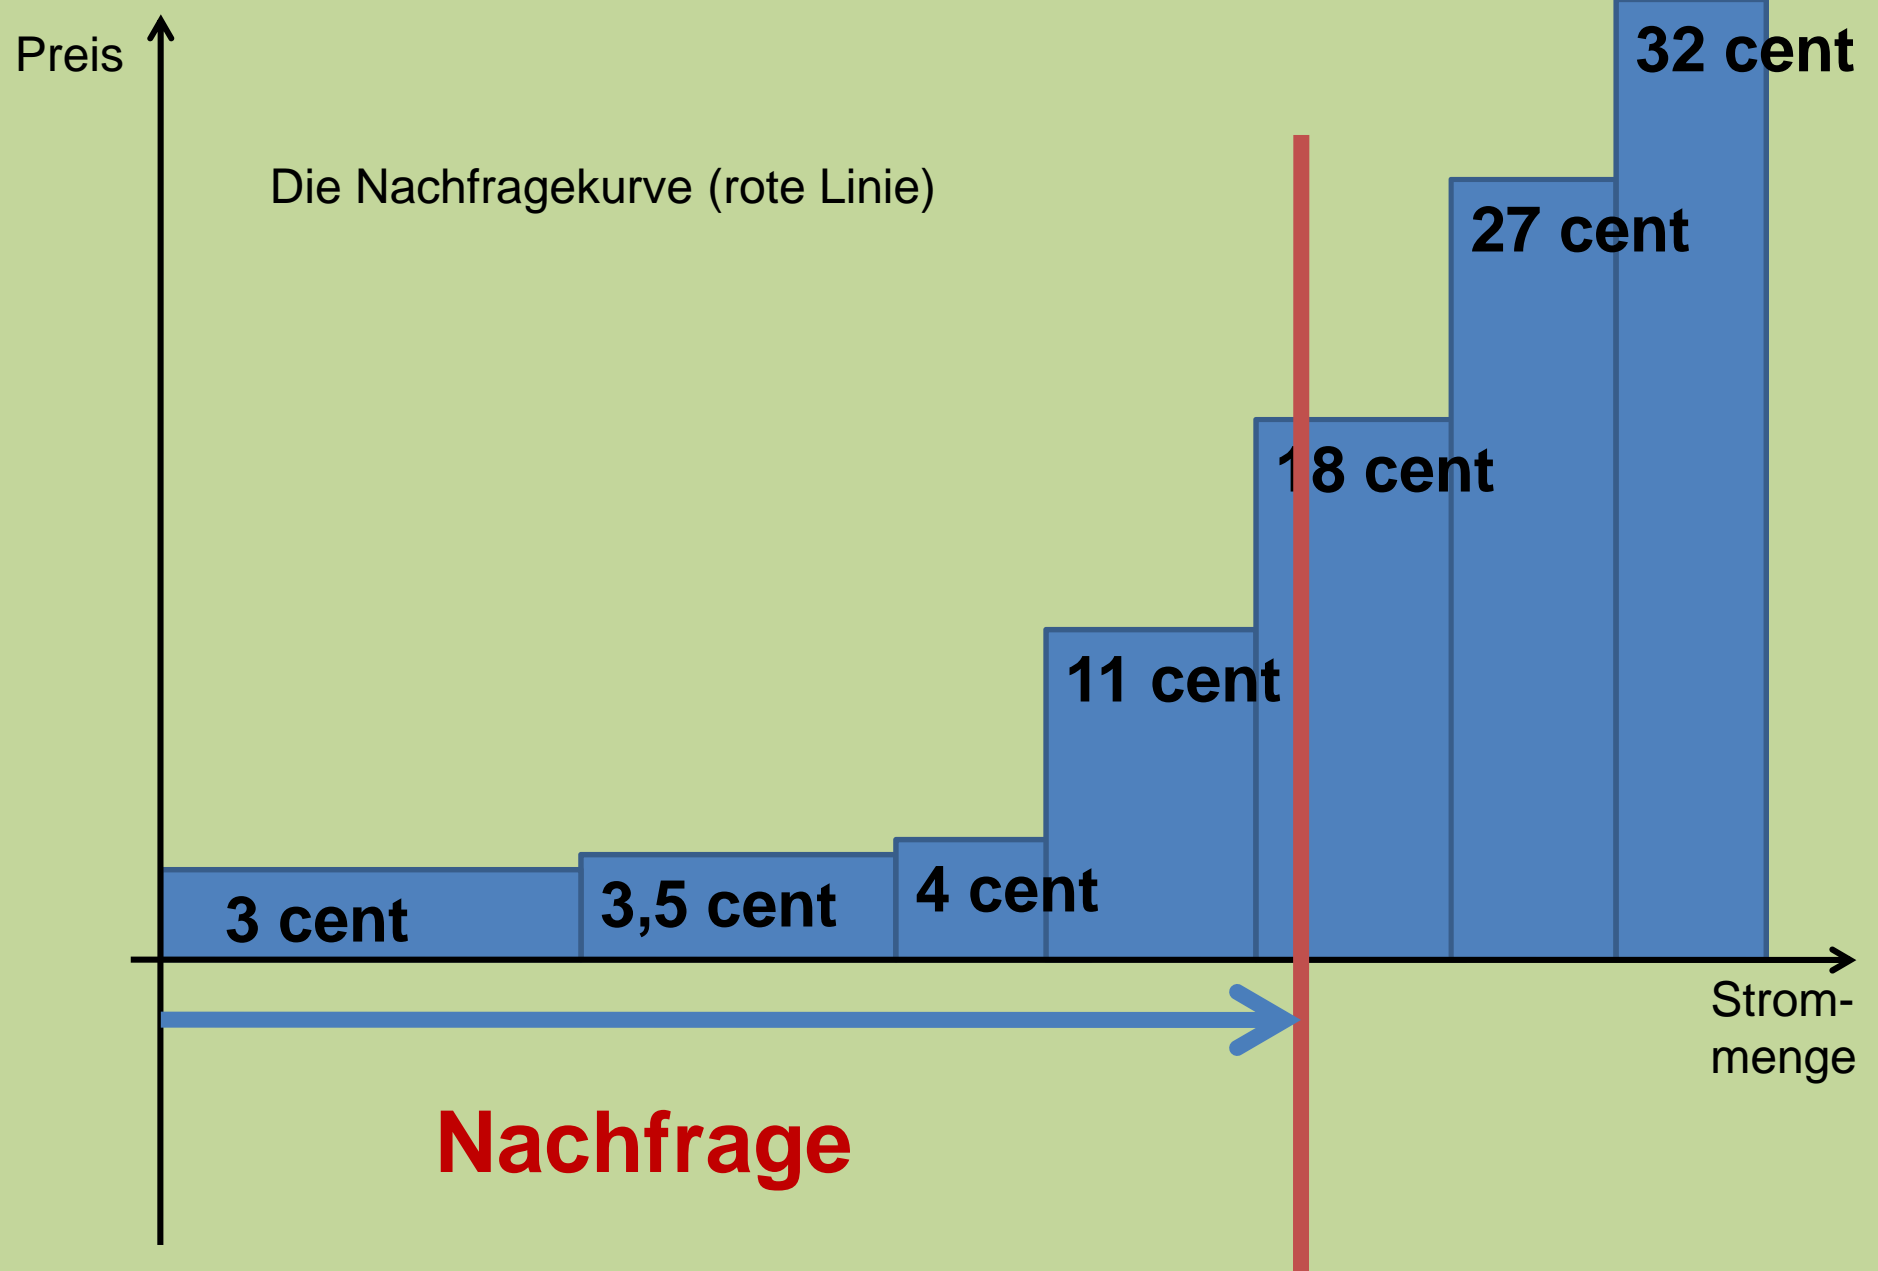 Preis
32 cent
Die Nachfragekurve (rote Linie)
27 cent
18 cent
11 cent
4 cent
3,5 cent
3 cent
Strom-
menge
Nachfrage